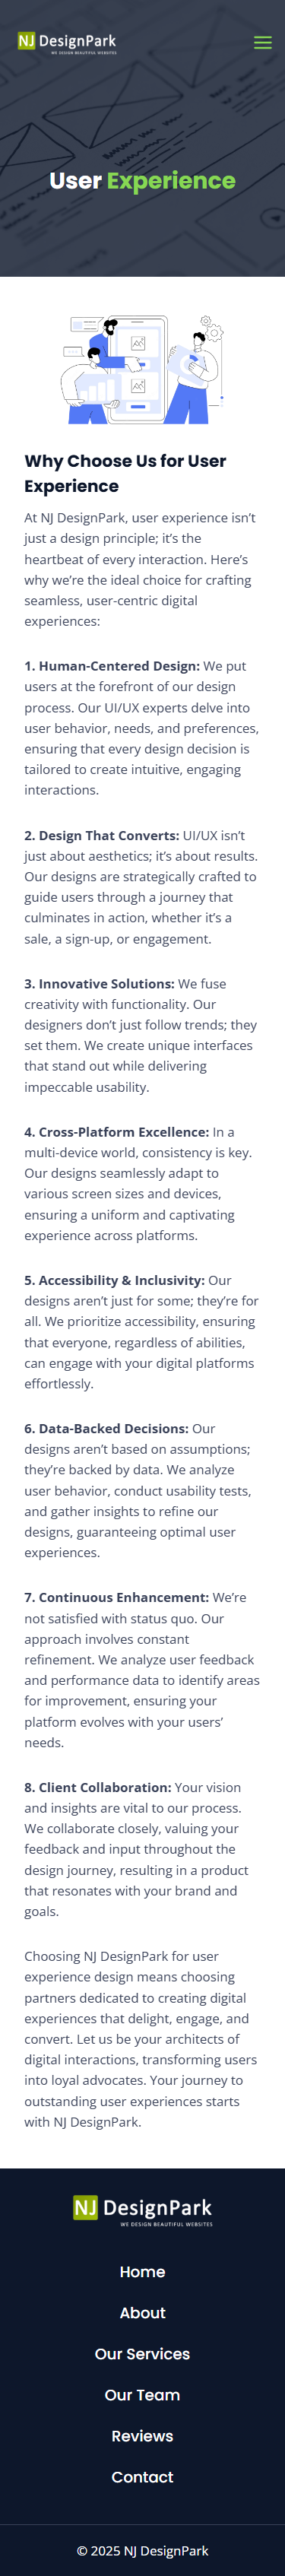 NJ DesignPark
WE DESIGN BEAUTIFUL WEBSITES
User Experience
Why Choose Us for User
Experience
At NJ DesignPark, user experience isn’t
just a design principle; it’s the
heartbeat of every interaction. Here’s
why we’re the ideal choice for crafting
seamless, user-centric digital
experiences:
1. Human-Centered Design: We put
users at the forefront of our design
process. Our UI/UX experts delve into
user behavior, needs, and preferences,
ensuring that every design decision is
tailored to create intuitive, engaging
interactions.
2. Design That Converts: UI/UX isn’t
just about aesthetics; it’s about results.
Our designs are strategically crafted to
guide users through a journey that
culminates in action, whether it’s a
sale, a sign-up, or engagement.
3. Innovative Solutions: We fuse
creativity with functionality. Our
designers don’t just follow trends; they
set them. We create unique interfaces
that stand out while delivering
impeccable usability.
4. Cross-Platform Excellence: In a
multi-device world, consistency is key.
Our designs seamlessly adapt to
various screen sizes and devices,
ensuring a uniform and captivating
experience across platforms.
5. Accessibility & Inclusivity: Our
designs aren’t just for some; they’re for
all. We prioritize accessibility, ensuring
that everyone, regardless of abilities,
can engage with your digital platforms
effortlessly.
6. Data-Backed Decisions: Our
designs aren’t based on assumptions;
they’re backed by data. We analyze
user behavior, conduct usability tests,
and gather insights to refine our
designs, guaranteeing optimal user
experiences.
7. Continuous Enhancement: We’re
not satisfied with status quo. Our
approach involves constant
refinement. We analyze user feedback
and performance data to identify areas
for improvement, ensuring your
platform evolves with your users’
needs.
8. Client Collaboration: Your vision
and insights are vital to our process.
We collaborate closely, valuing your
feedback and input throughout the
design journey, resulting in a product
that resonates with your brand and
goals.
Choosing NJ DesignPark for user
experience design means choosing
partners dedicated to creating digital
experiences that delight, engage, and
convert. Let us be your architects of
digital interactions, transforming users
into loyal advocates. Your journey to
outstanding user experiences starts
with NJ DesignPark.
NJ DesignPark
WE DESIGN BEAUTIFUL WEBSITES
Home
About
Our Services
Our Team
Reviews
Contact
© 2025 NJ DesignPark